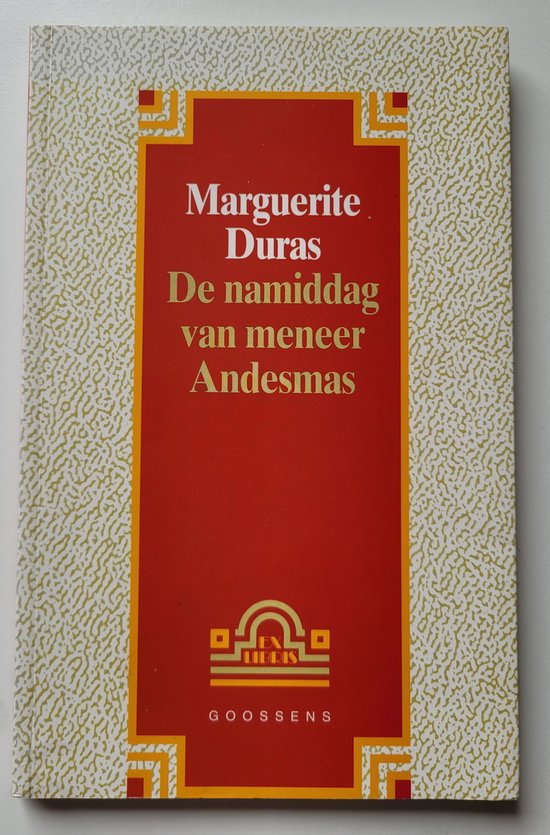 Marguerite
Duras
De namiddag
van meneer
Andesmas
EX
LIBRIS
GOOSSENS